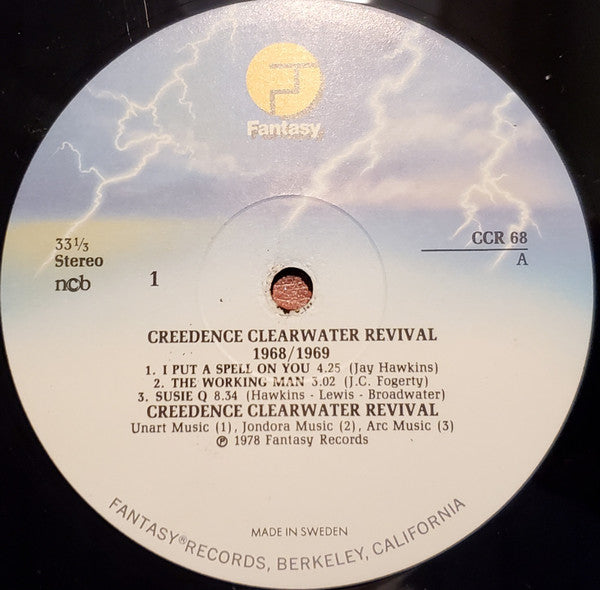 Fantasy
33⅓
Stereo
ncb
1
CCR 68
A
CREEDENCE CLEARWATER REVIVAL
1968/1969
1. I PUT A SPELL ON YOU 4.25 (Jay Hawkins)
2. THE WORKING MAN 3.02 (J.C. Fogerty)
3. SUSIE Q 8.34 (Hawkins - Lewis - Broadwater)
CREEDENCE CLEARWATER REVIVAL
Unart Music (1), Jondora Music (2), Arc Music (3)
℗ 1978 Fantasy Records
MADE IN SWEDEN
FANTASY® RECORDS, BERKELEY, CALIFORNIA